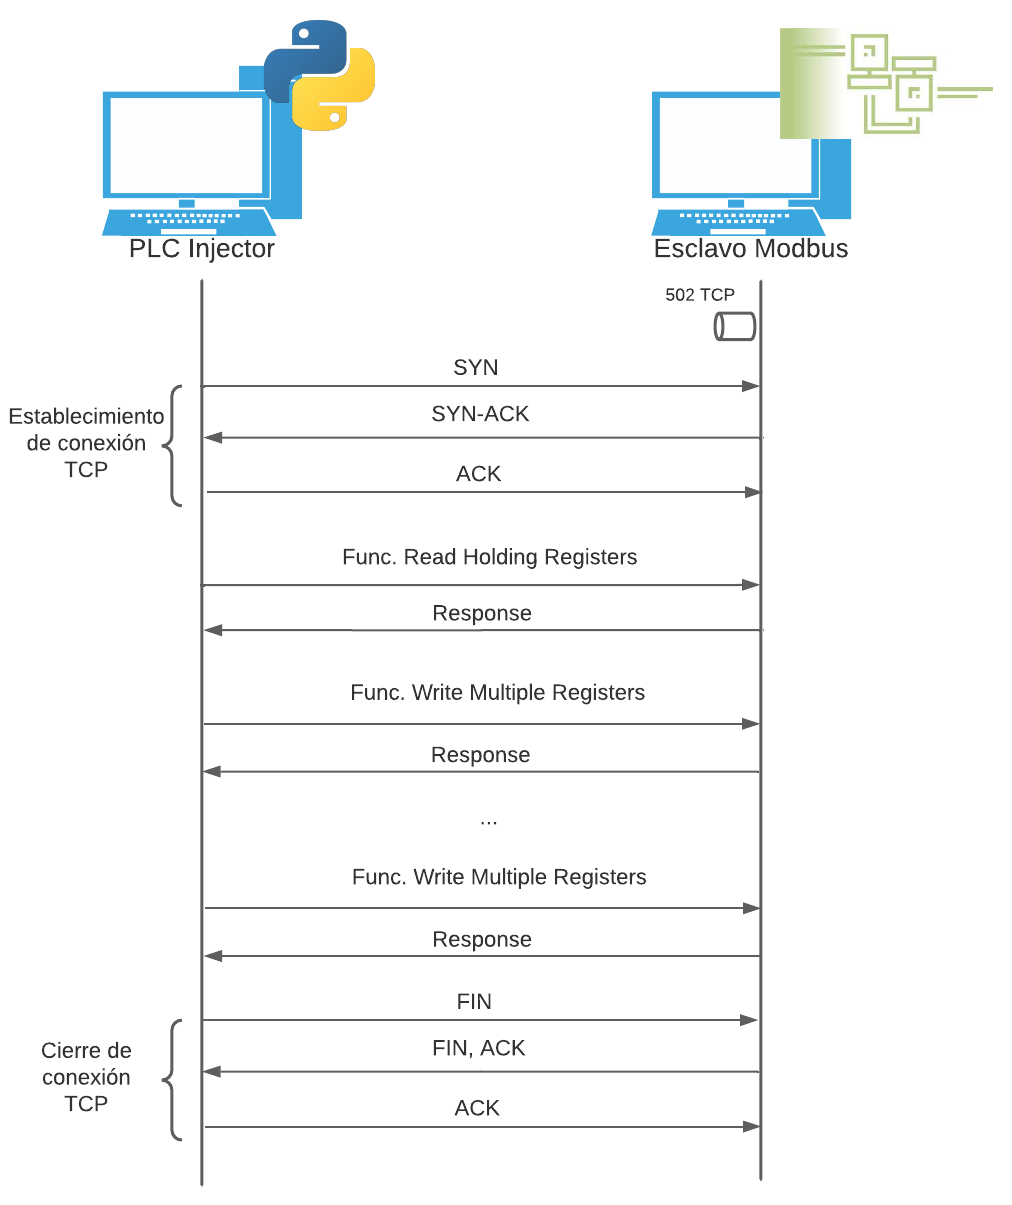 PLC Injector
Esclavo Modbus
502 TCP
SYN
SYN-ACK
Establecimiento
de conexión
TCP
ACK
Func. Read Holding Registers
Response
Func. Write Multiple Registers
Response
...
Func. Write Multiple Registers
Response
FIN
FIN, ACK
Cierre de
conexión
TCP
ACK